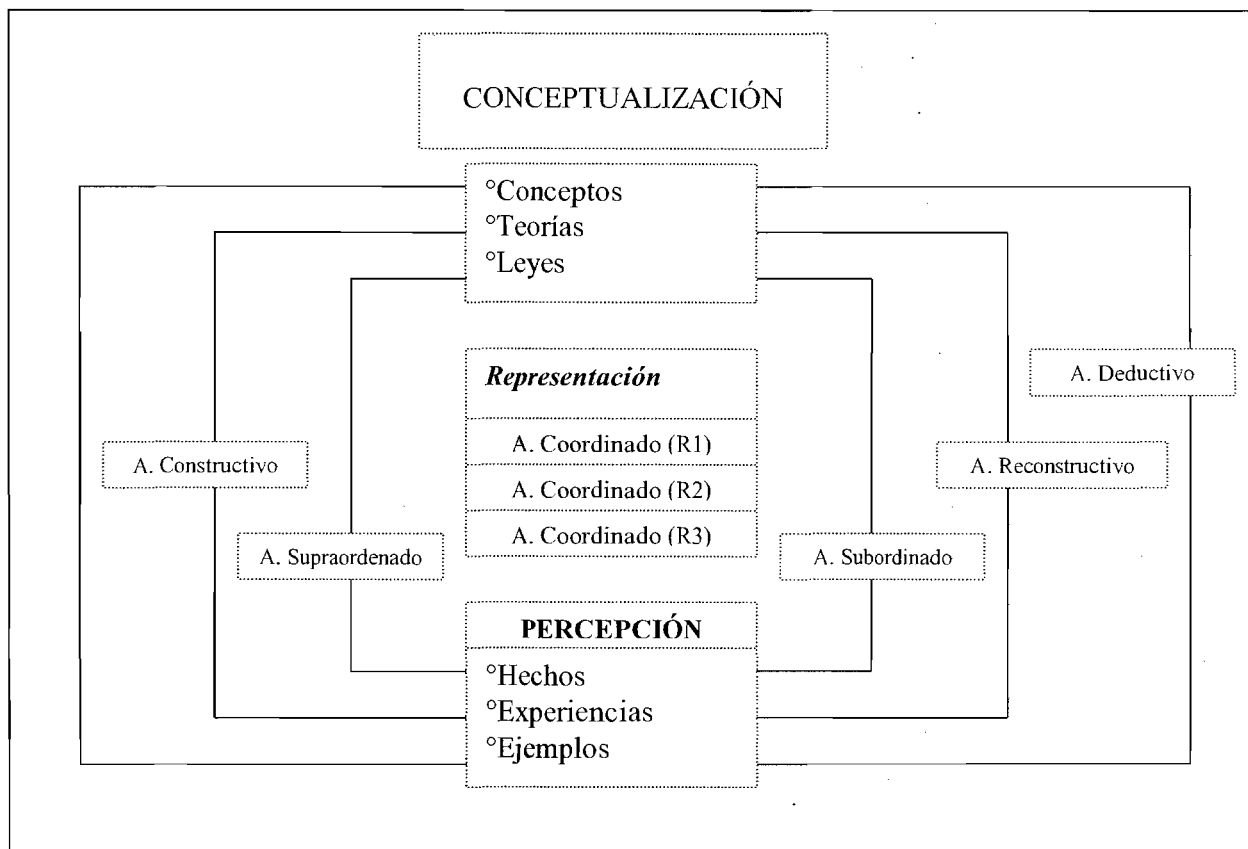 CONCEPTUALIZACIÓN
°Conceptos
°Teorías
°Leyes
Representación
A. Coordinado (R1)
A. Coordinado (R2)
A. Coordinado (R3)
A. Deductivo
A. Constructivo
A. Reconstructivo
A. Supraordenado
A. Subordinado
PERCEPCIÓN
°Hechos
°Experiencias
°Ejemplos